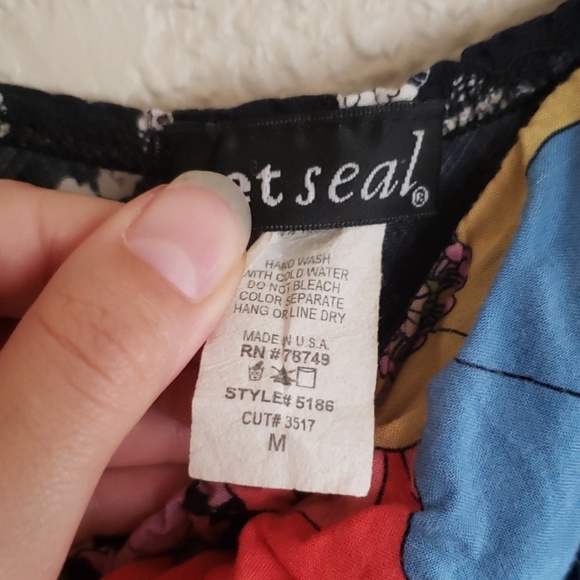 et seal®
HAND WASH
WITH COLD WATER
DO NOT BLEACH
COLOR SEPARATE
HANG OR LINE DRY
MADE IN U.S.A.
RN #78749
STYLE# 5186
CUT# 3517
M